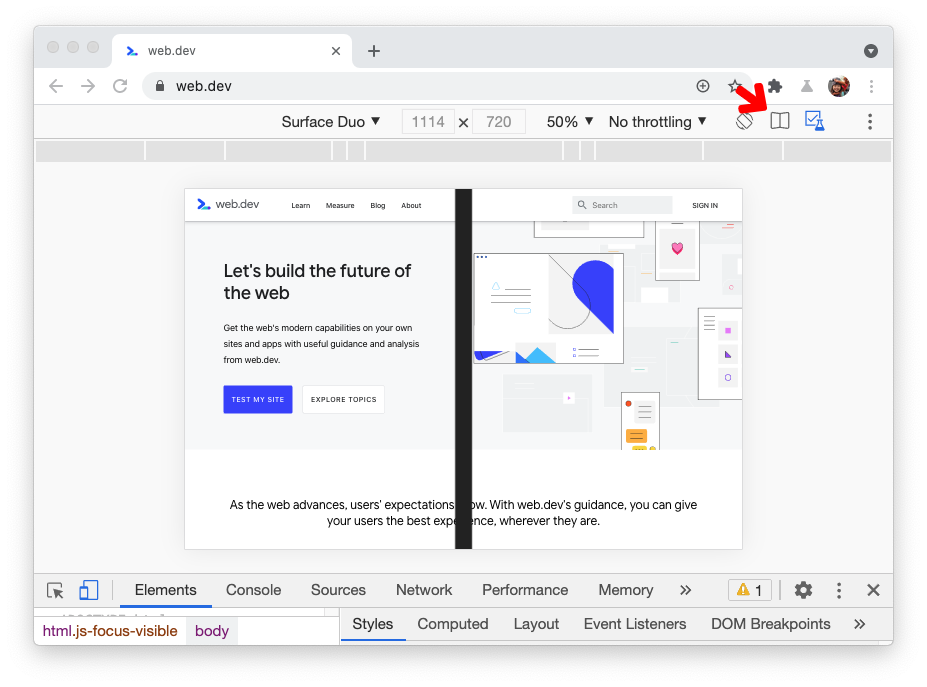 web.dev
web.dev
Surface Duo 1114 720 50% No throttling
web.dev Learn Measure Blog About Search SIGN IN
Let's build the future of
the web
Get the web's modern capabilities on your own
sites and apps with useful guidance and analysis
from web.dev.
TEST MY SITE EXPLORE TOPICS
As the web advances, users' expectations ow. With web.dev's guidance, you can give
your users the best expe ence, wherever they are.
Elements Console Sources Network Performance Memory 1
html.js-focus-visible body
Styles Computed Layout Event Listeners DOM Breakpoints